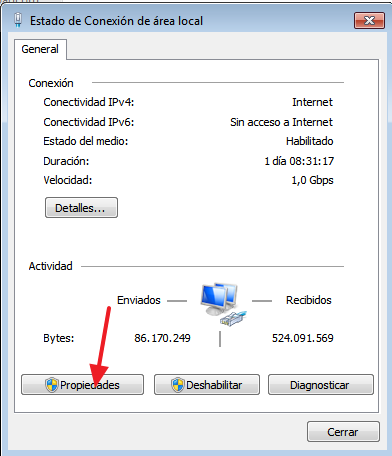 Estado de Conexión de área local
General
Conexión
Conectividad IPv4: Internet
Conectividad IPv6: Sin acceso a Internet
Estado del medio: Habilitado
Duración: 1 día 08:31:17
Velocidad: 1,0 Gbps
Detalles...
Actividad
Enviados Recibidos
Bytes: 86.170.249 524.091.569
Propiedades Deshabilitar Diagnosticar
Cerrar